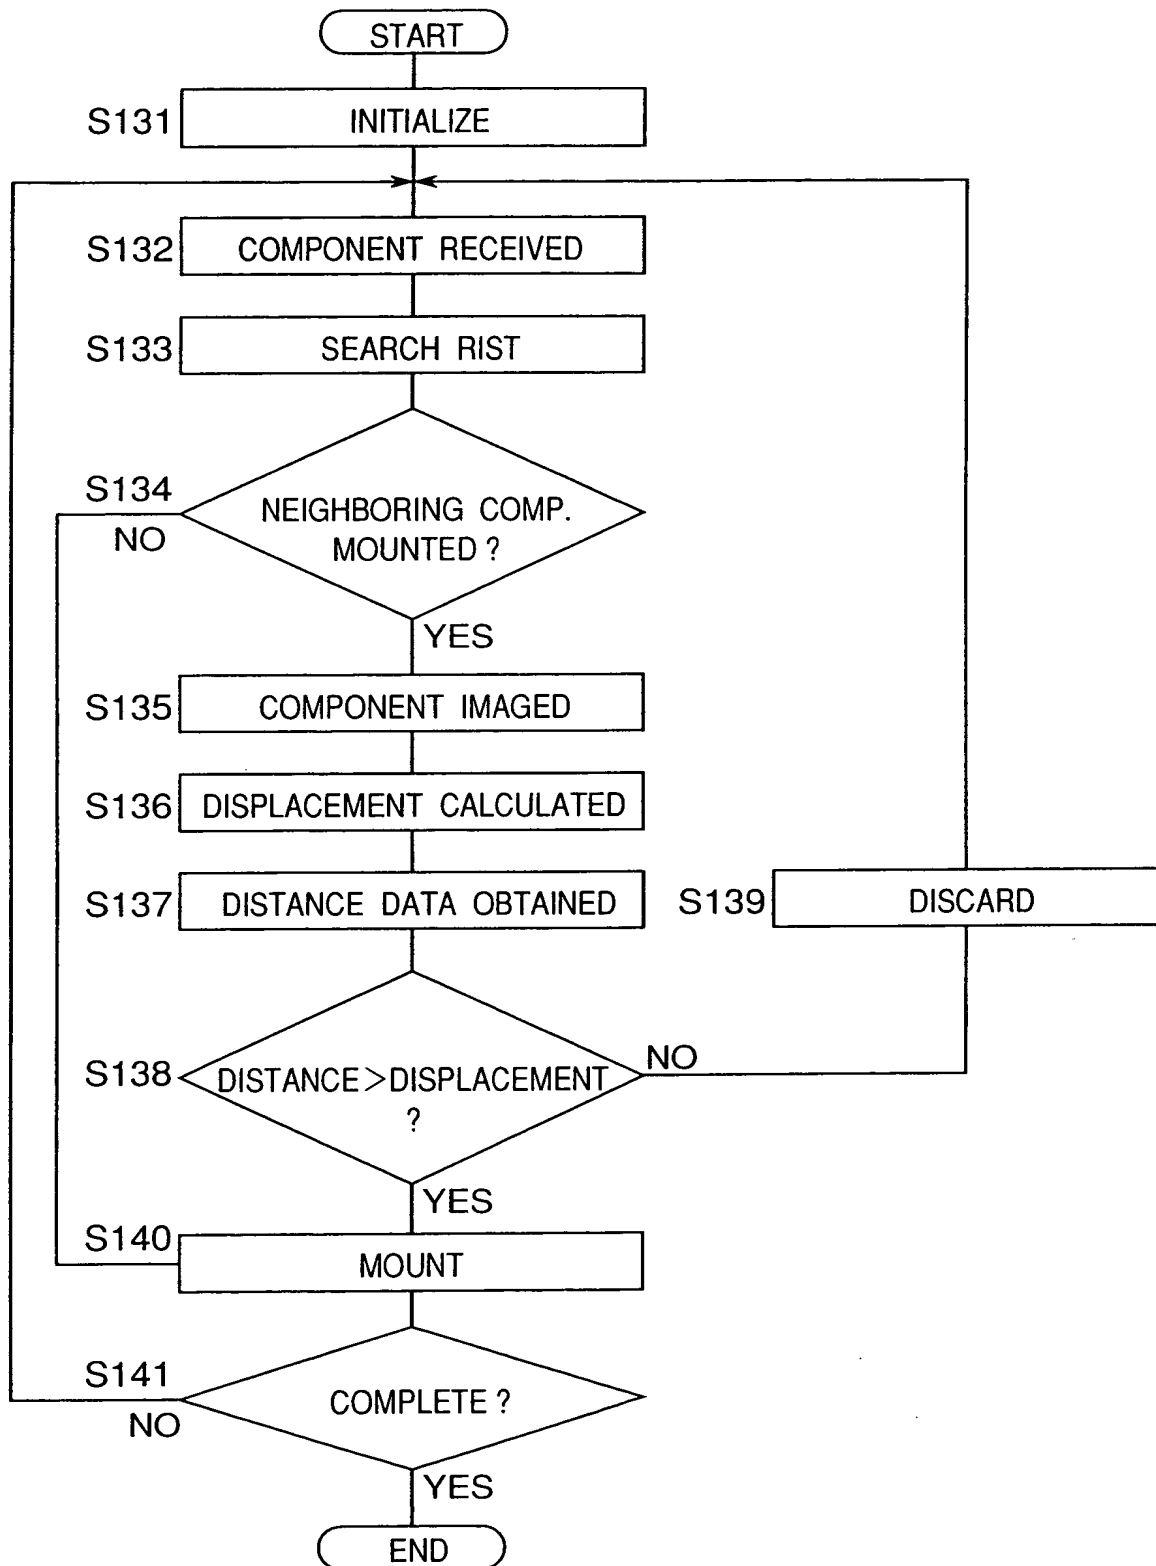 START
S131
INITIALIZE
S132
COMPONENT RECEIVED
S133
SEARCH RIST
S134
NO
NEIGHBORING COMP.
MOUNTED ?
YES
S135
COMPONENT IMAGED
S136
DISPLACEMENT CALCULATED
S137
DISTANCE DATA OBTAINED
S139
DISCARD
S138
DISTANCE>DISPLACEMENT
?
NO
YES
S140
MOUNT
S141
NO
COMPLETE ?
YES
END